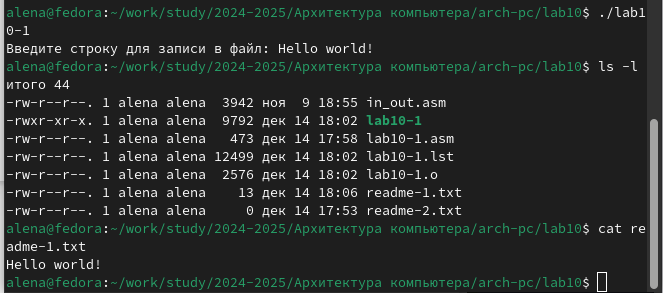 alena@fedora:~/work/study/2024-2025/Архитектура компьютера/arch-pc/lab10$ ./lab1
0-1
Введите строку для записи в файл: Hello world!
alena@fedora:~/work/study/2024-2025/Архитектура компьютера/arch-pc/lab10$ ls -l
итого 44
-rw-r--r--. 1 alena alena  3942 ноя  9 18:55 in_out.asm
-rwxr-xr-x. 1 alena alena  9792 дек 14 18:02 lab10-1
-rw-r--r--. 1 alena alena   473 дек 14 17:58 lab10-1.asm
-rw-r--r--. 1 alena alena 12499 дек 14 18:02 lab10-1.lst
-rw-r--r--. 1 alena alena  2576 дек 14 18:02 lab10-1.o
-rw-r--r--. 1 alena alena    13 дек 14 18:06 readme-1.txt
-rw-r--r--. 1 alena alena     0 дек 14 17:53 readme-2.txt
alena@fedora:~/work/study/2024-2025/Архитектура компьютера/arch-pc/lab10$ cat re
adme-1.txt
Hello world!
alena@fedora:~/work/study/2024-2025/Архитектура компьютера/arch-pc/lab10$